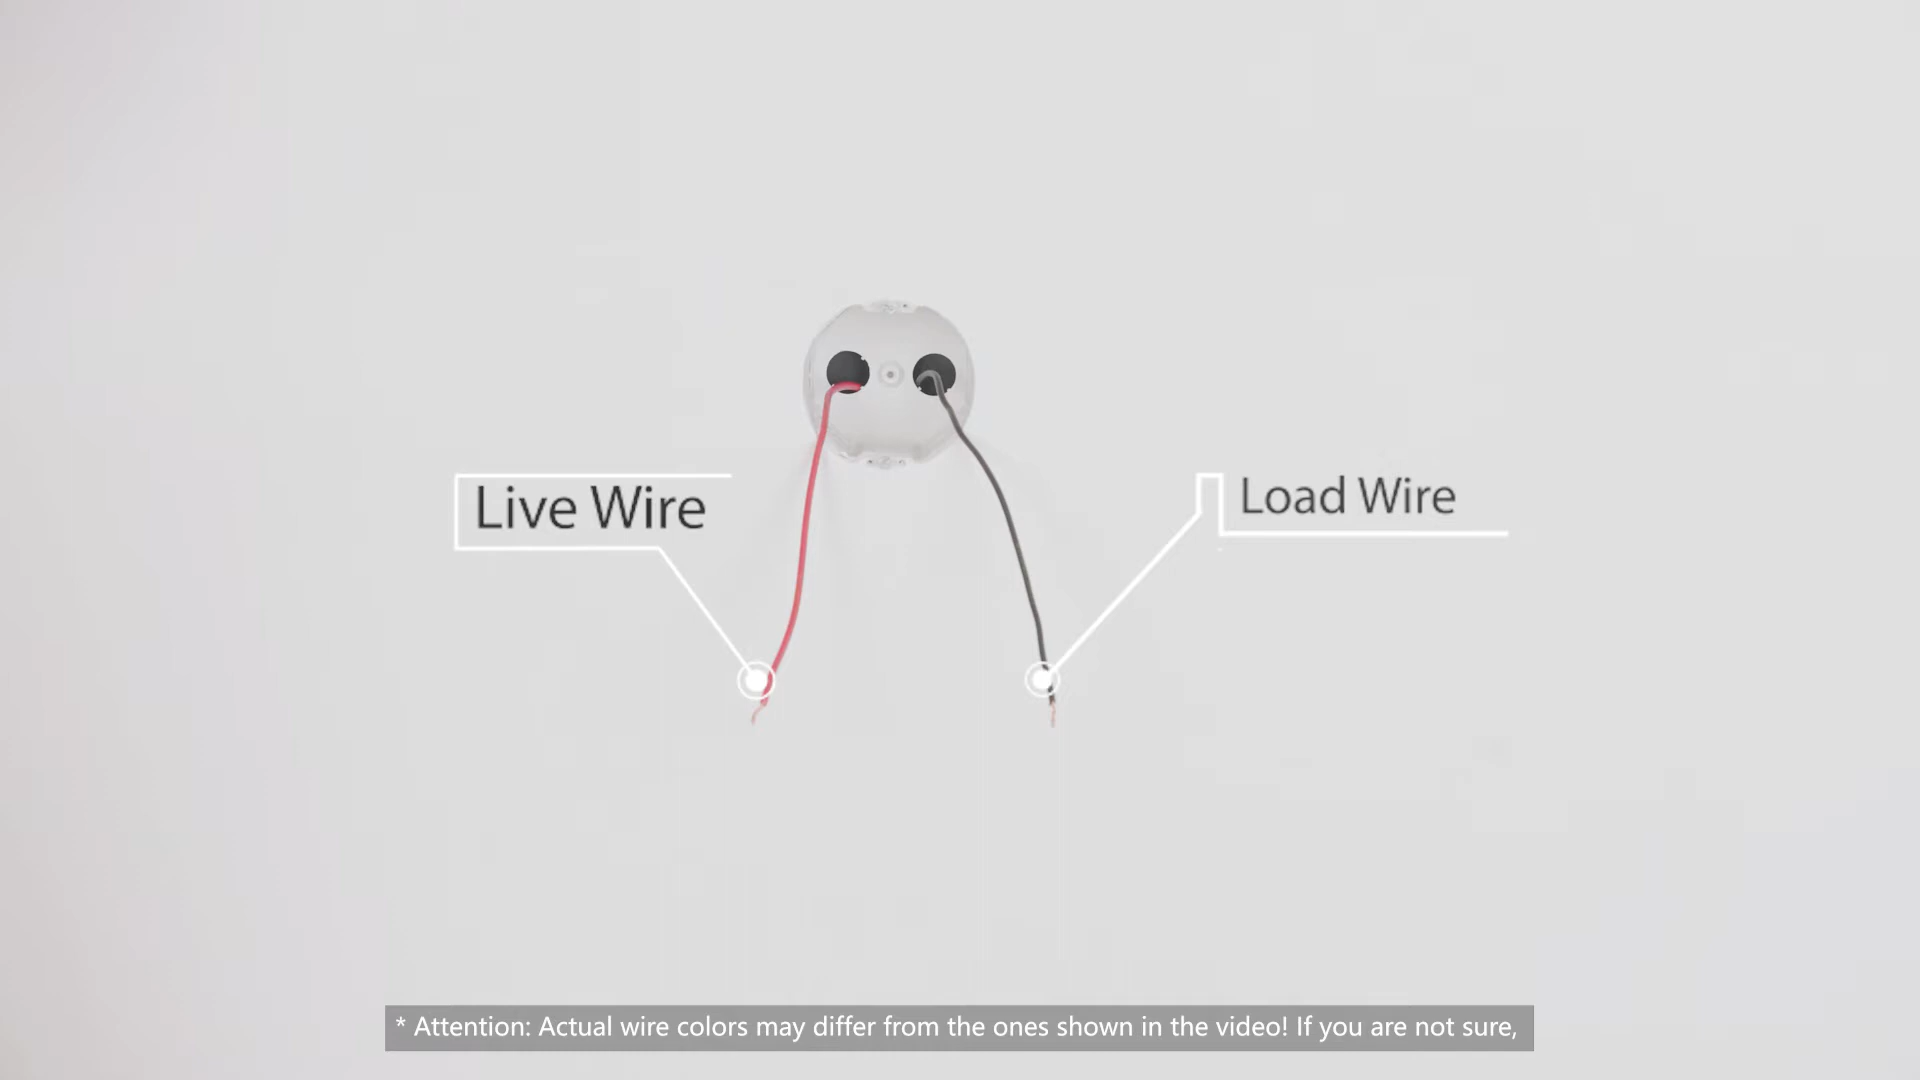 Live Wire
Load Wire
* Attention: Actual wire colors may differ from the ones shown in the video! If you are not sure,